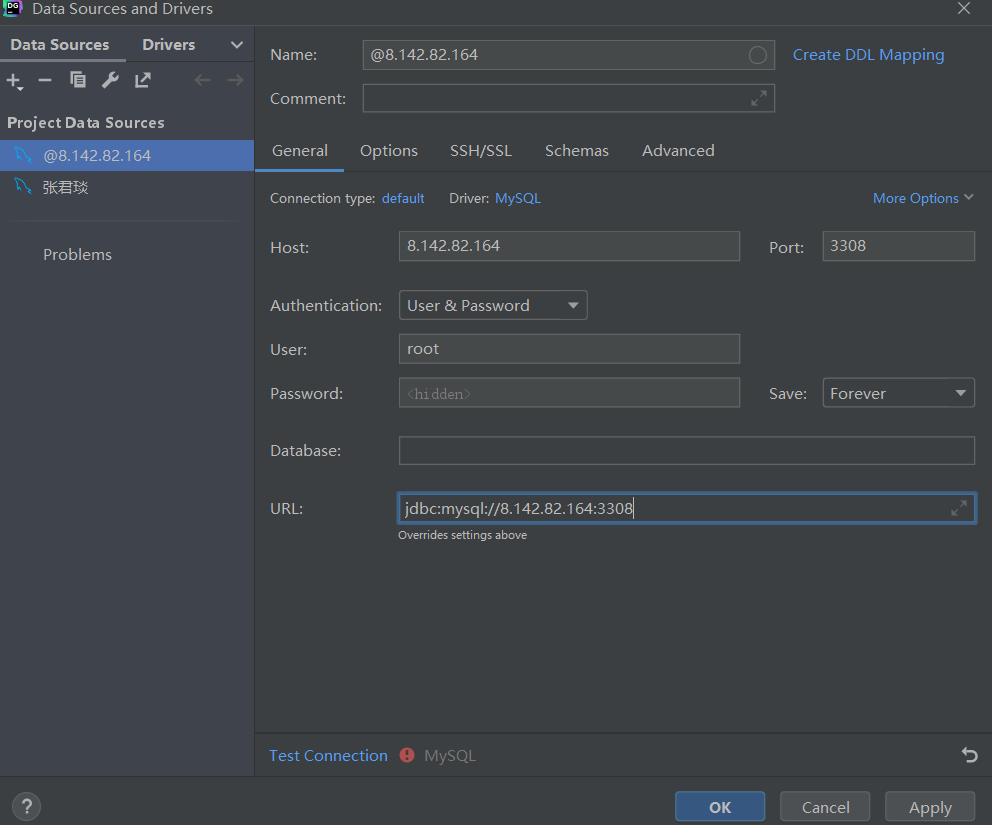 DG
Data Sources and Drivers
Data Sources
Drivers
Project Data Sources
@8.142.82.164
张君琰
Problems
Name:
@8.142.82.164
Create DDL Mapping
Comment:
General
Options
SSH/SSL
Schemas
Advanced
Connection type: default
Driver: MySQL
More Options
Host:
8.142.82.164
Port:
3308
Authentication:
User & Password
User:
root
Password:
<hidden>
Save:
Forever
Database:
URL:
jdbc:mysql://8.142.82.164:3308
Overrides settings above
Test Connection
MySQL
?
OK
Cancel
Apply